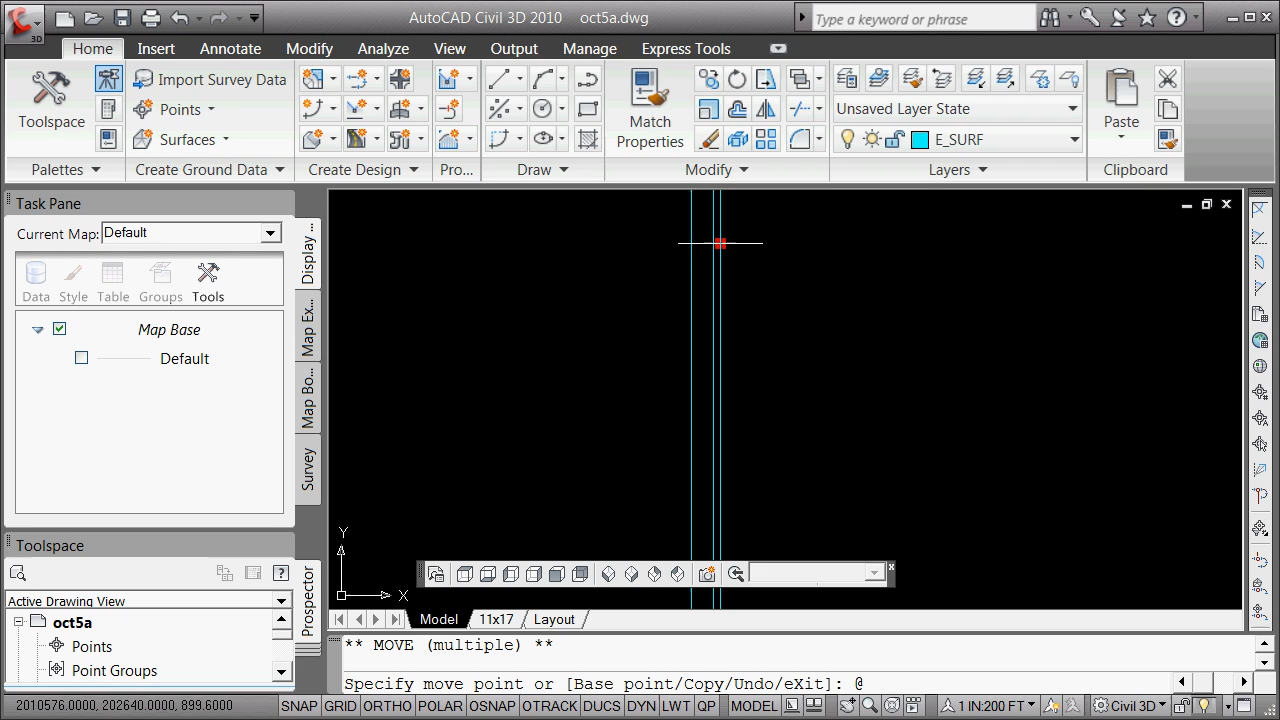 3D
AutoCAD Civil 3D 2010 oct5a.dwg
Type a keyword or phrase
Home Insert Annotate Modify Analyze View Output Manage Express Tools
Toolspace
Import Survey Data
Points
Surfaces
Match
Properties
Unsaved Layer State
E_SURF
Paste
Palettes Create Ground Data Create Design Pro... Draw Modify Layers Clipboard
Task Pane
Current Map: Default
Data Style Table Groups Tools
Map Base
Default
Display ...
Map Ex...
Map Bo...
Survey
Toolspace
Active Drawing View
oct5a
Points
Point Groups
Prospector
Y
X
Model 11x17 Layout
** MOVE (multiple) **
Specify move point or [Base point/Copy/Undo/eXit]: @
2010576.0000, 202640.0000, 899.6000 SNAP GRID ORTHO POLAR OSNAP OTRACK DUCS DYN LWT QP MODEL 1 IN:200 FT Civil 3D